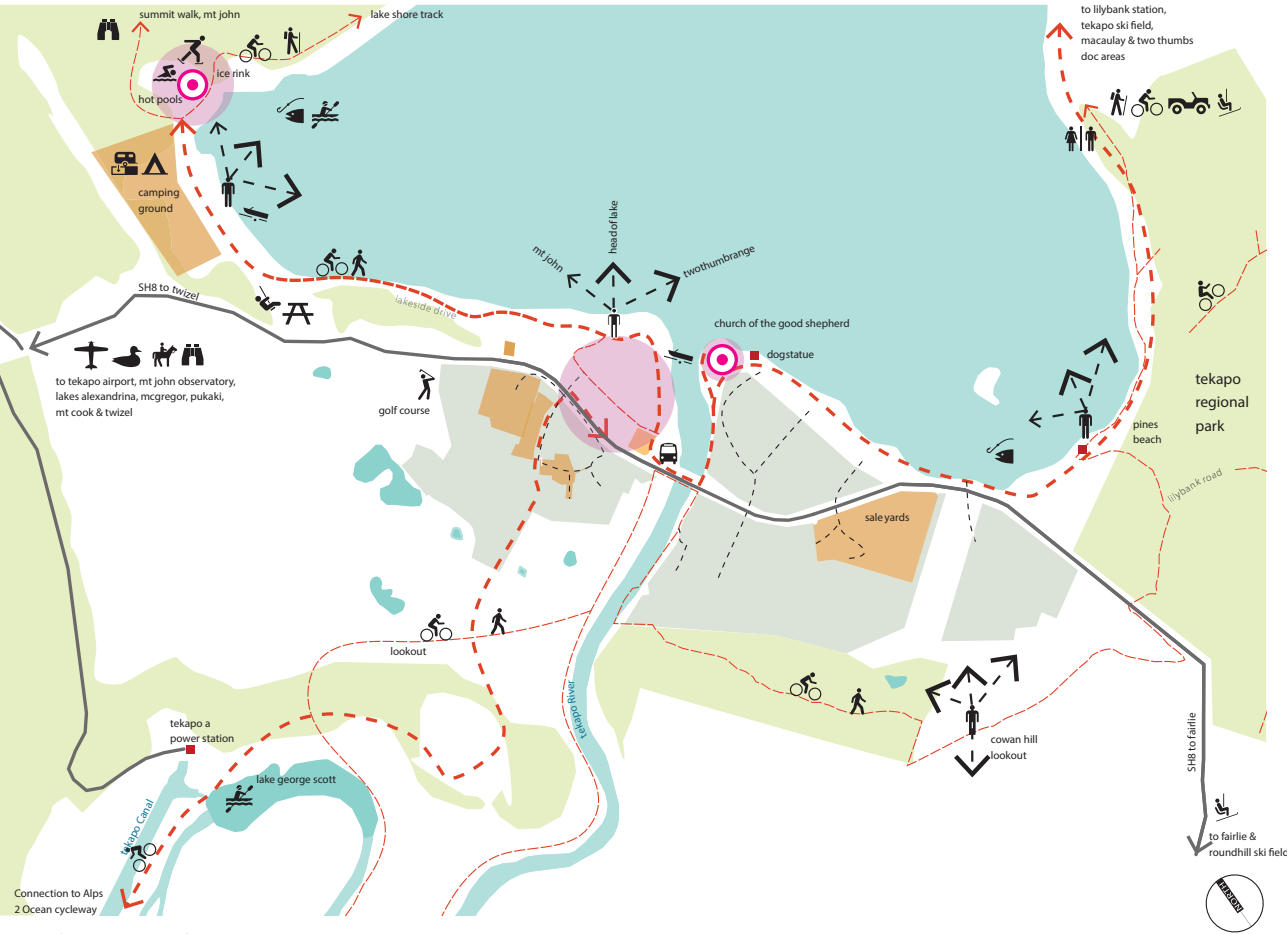 summit walk, mt john
lake shore track
to lilybank station,
tekapo ski field,
macaulay & two thumbs
doc areas
ice rink
hot pools
camping
ground
head of lake
mt john
twothumbrange
SH8 to twizel
lakeside drive
church of the good shepherd
dogstatue
to tekapo airport, mt john observatory,
lakes alexandrina, mcgregor, pukaki,
mt cook & twizel
golf course
tekapo
regional
park
pines
beach
lilybank road
sale yards
lookout
tekapo River
tekapo a
power station
cowan hill
lookout
SH8 to fairlie
lake george scott
tekapo Canal
to fairlie &
roundhill ski field
Connection to Alps
2 Ocean cycleway
NORTH